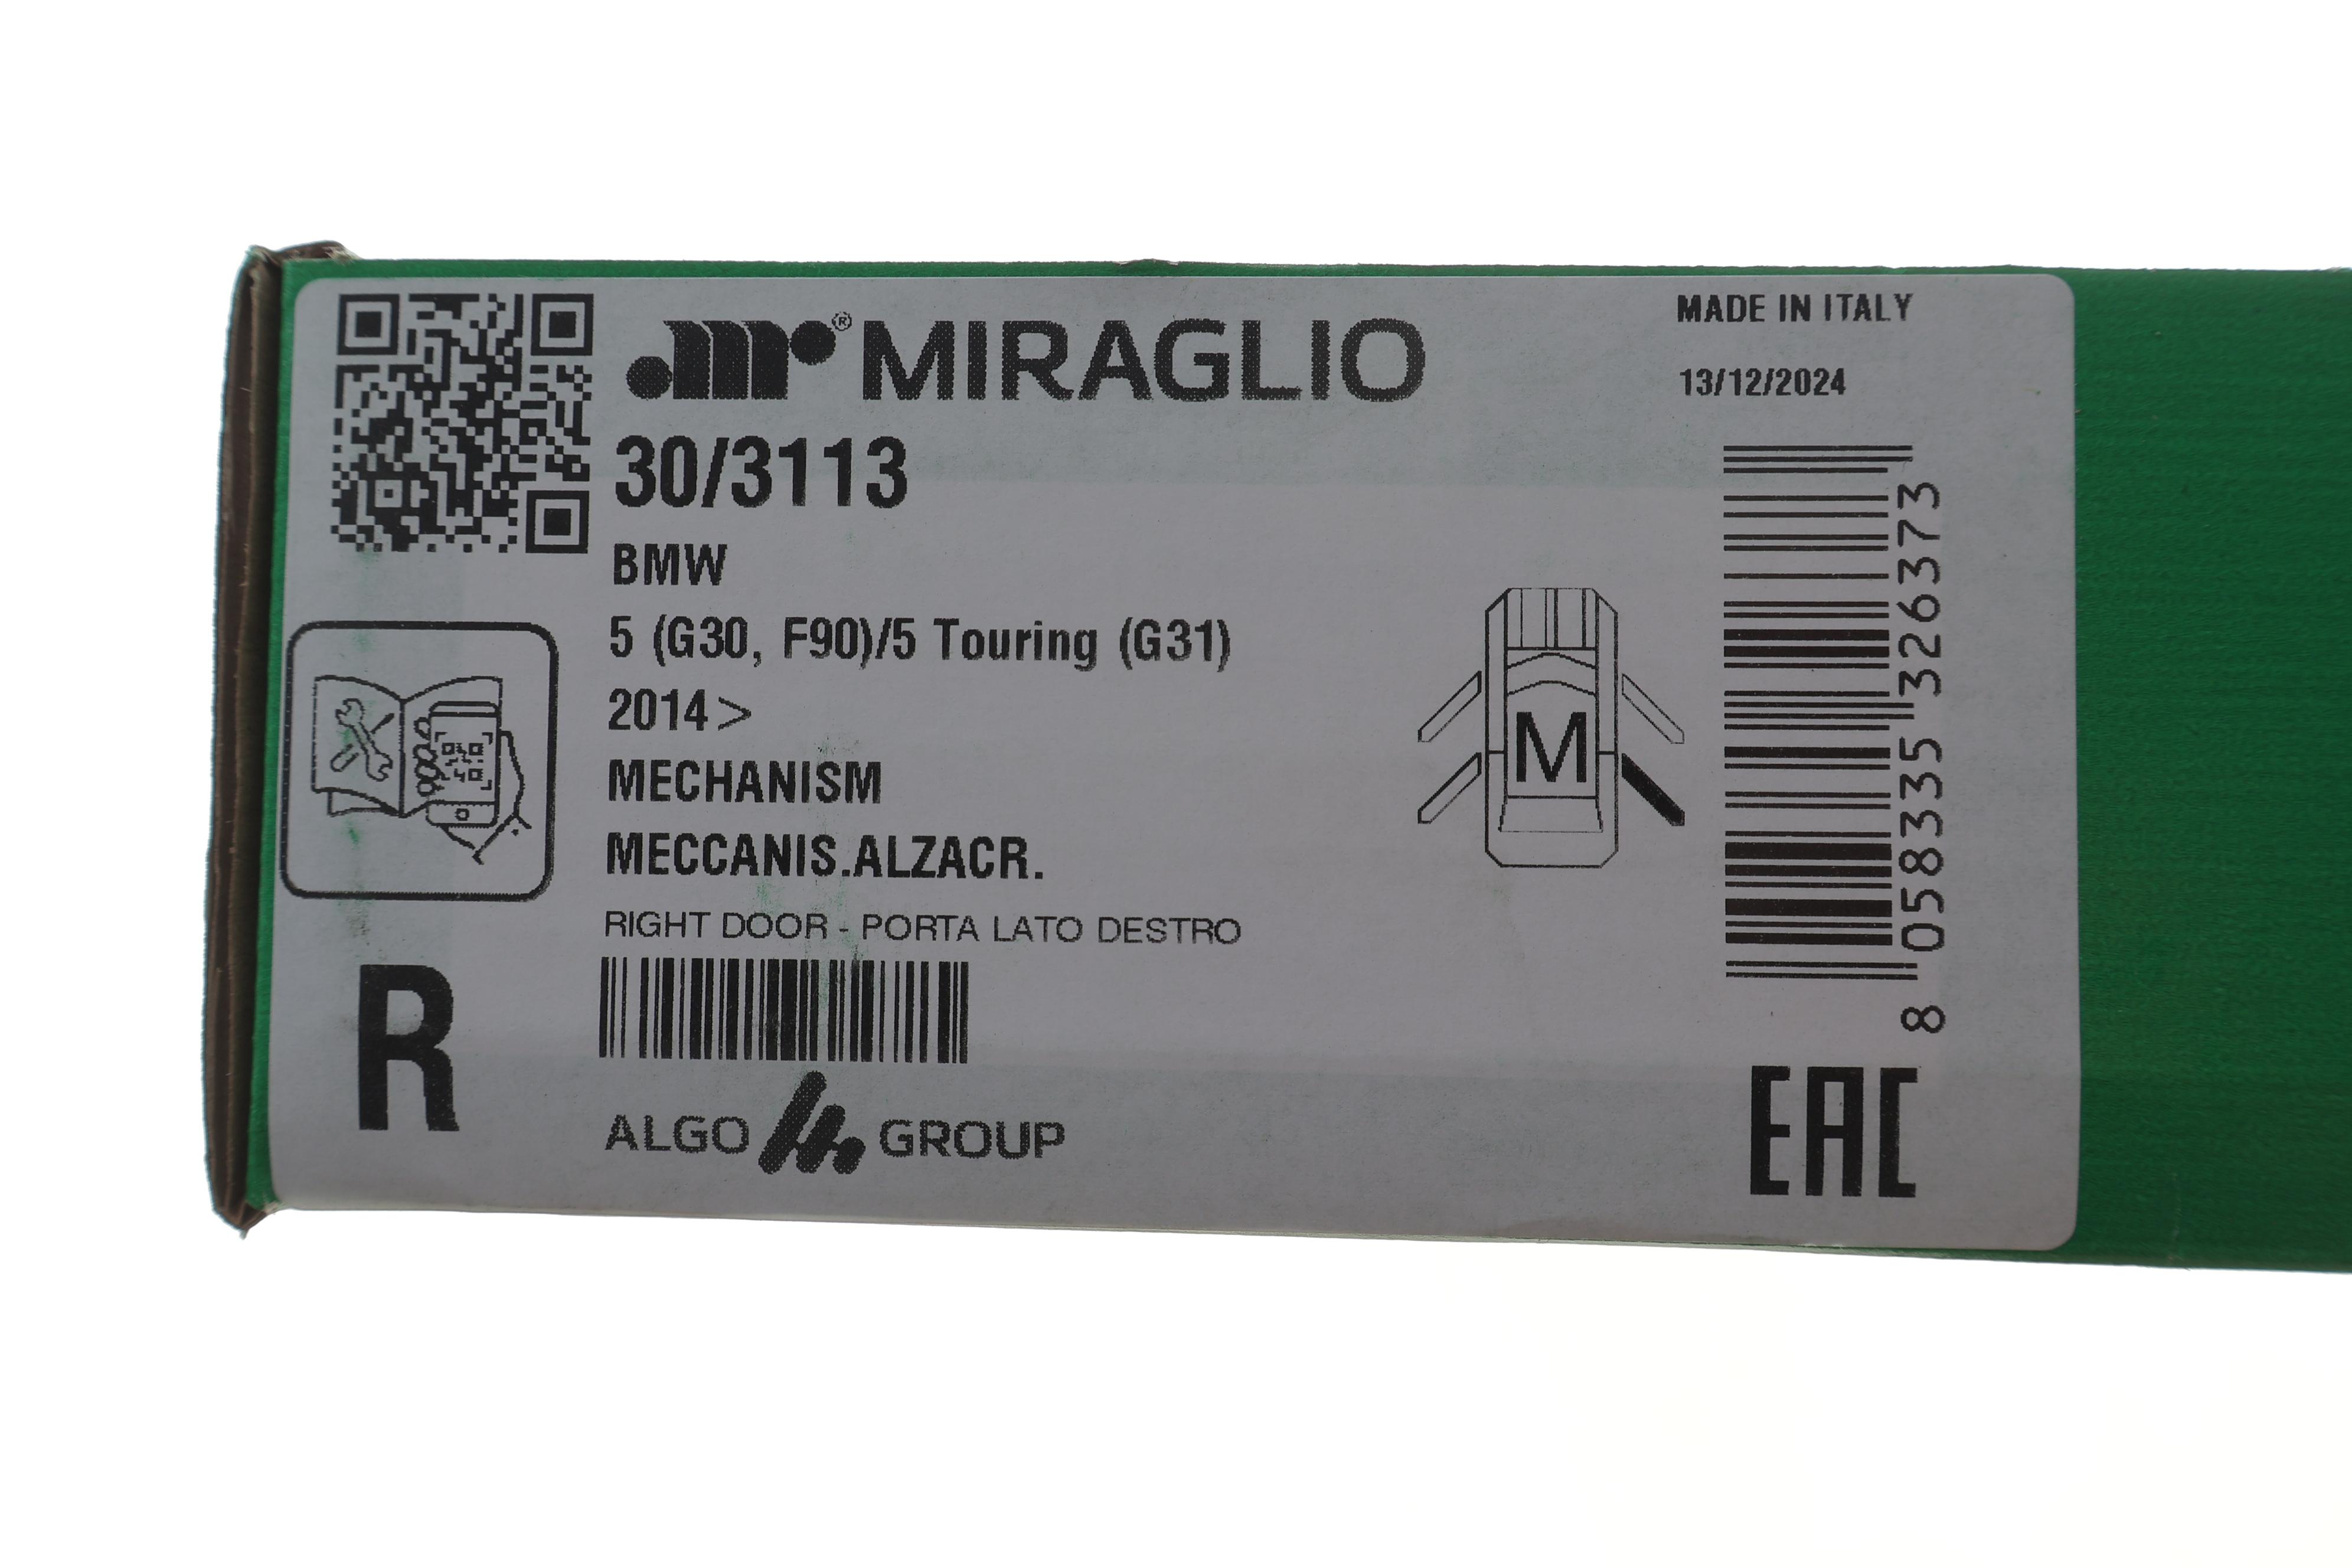 MIRAGLIO®
MADE IN ITALY
13/12/2024
30/3113
BMW
5 (G30, F90)/5 Touring (G31)
2014>
MECHANISM
MECCANIS.ALZACR.
RIGHT DOOR - PORTA LATO DESTRO
M
R
ALGO GROUP
8 058335 326373
EAC